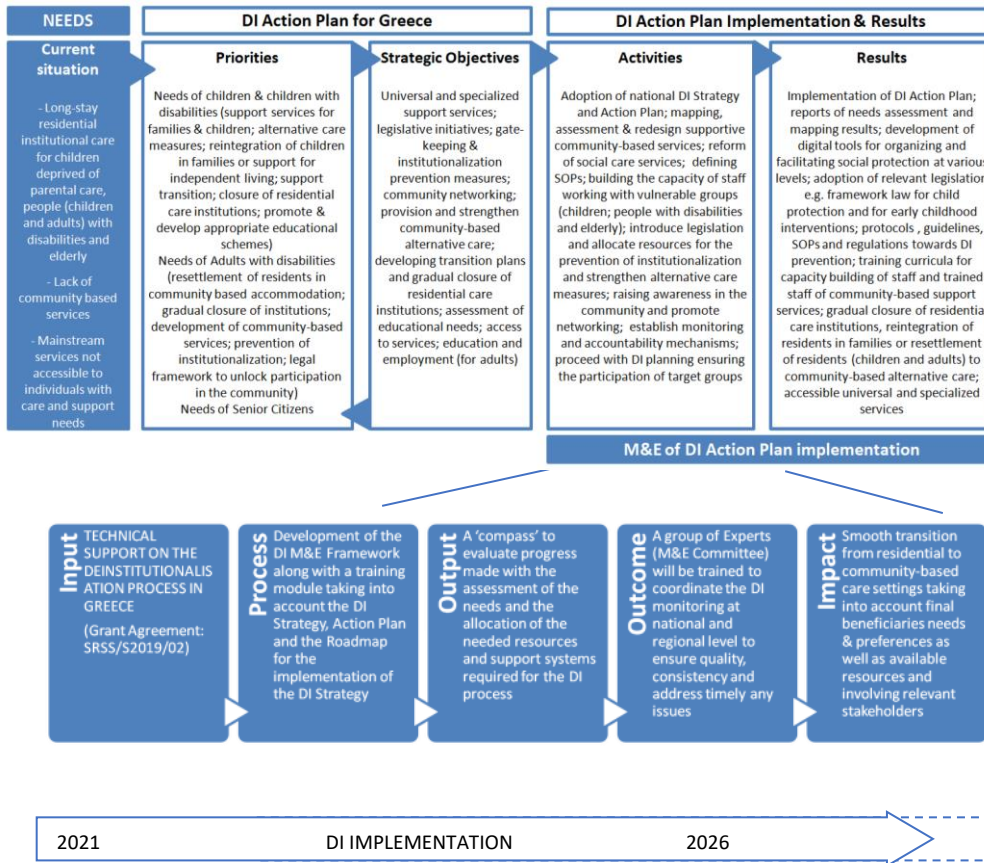 NEEDS
DI Action Plan for Greece
DI Action Plan Implementation & Results
Current
situation
- Long-stay
residential
institutional care
for children
deprived of
parental care,
people (children
and adults) with
disabilities and
elderly
- Lack of
community based
services
- Mainstream
services not
accessible to
individuals with
care and support
needs
Priorities
Needs of children & children with
disabilities (support services for
families & children; alternative care
measures; reintegration of children
in families or support for
independent living; support
transition; closure of residential
care institutions; promote &
develop appropriate educational
schemes)
Needs of Adults with disabilities
(resettlement of residents in
community based accommodation;
gradual closure of institutions;
development of community-based
services; prevention of
institutionalization; legal
framework to unlock participation
in the community)
Needs of Senior Citizens
Strategic Objectives
Universal and specialized
support services;
legislative initiatives; gate-
keeping &
institutionalization
prevention measures;
community networking;
provision and strengthen
community-based
alternative care;
developing transition plans
and gradual closure of
residential care
institutions; assessment of
educational needs; access
to services; education and
employment (for adults)
Activities
Adoption of national DI Strategy
and Action Plan; mapping,
assessment & redesign supportive
community-based services; reform
of social care services; defining
SOPs; building the capacity of staff
working with vulnerable groups
(children; people with disabilities
and elderly); introduce legislation
and allocate resources for the
prevention of institutionalization
and strengthen alternative care
measures; raising awareness in the
community and promote
networking; establish monitoring
and accountability mechanisms;
proceed with DI planning ensuring
the participation of target groups
Results
Implementation of DI Action Plan;
reports of needs assessment and
mapping results; development of
digital tools for organizing and
facilitating social protection at various
levels; adoption of relevant legislation
e.g. framework law for child
protection and for early childhood
interventions; protocols , guidelines,
SOPs and regulations towards DI
prevention; training curricula for
capacity building of staff and trained
staff of community-based support
services; gradual closure of residential
care institutions, reintegration of
residents in families or resettlement
of residents (children and adults) to
community-based alternative care;
accessible universal and specialized
services
M&E of DI Action Plan implementation
Input
TECHNICAL
SUPPORT ON THE
DEINSTITUTIONALIS
ATION PROCESS IN
GREECE
(Grant Agreement:
SRSS/S2019/02)
Process
Development of the
DI M&E Framework
along with a training
module taking into
account the DI
Strategy, Action Plan
and the Roadmap
for the
implementation of
the DI Strategy
Output
A 'compass' to
evaluate progress
made with the
assessment of the
needs and the
allocation of the
needed resources
and support systems
required for the DI
process
Outcome
A group of Experts
(M&E Committee)
will be trained to
coordinate the DI
monitoring at
national and
regional level to
ensure quality,
consistency and
address timely any
issues
Impact
Smooth transition
from residential to
community-based
care settings taking
into account final
beneficiaries needs
& preferences as
well as available
resources and
involving relevant
stakeholders
2021 DI IMPLEMENTATION 2026